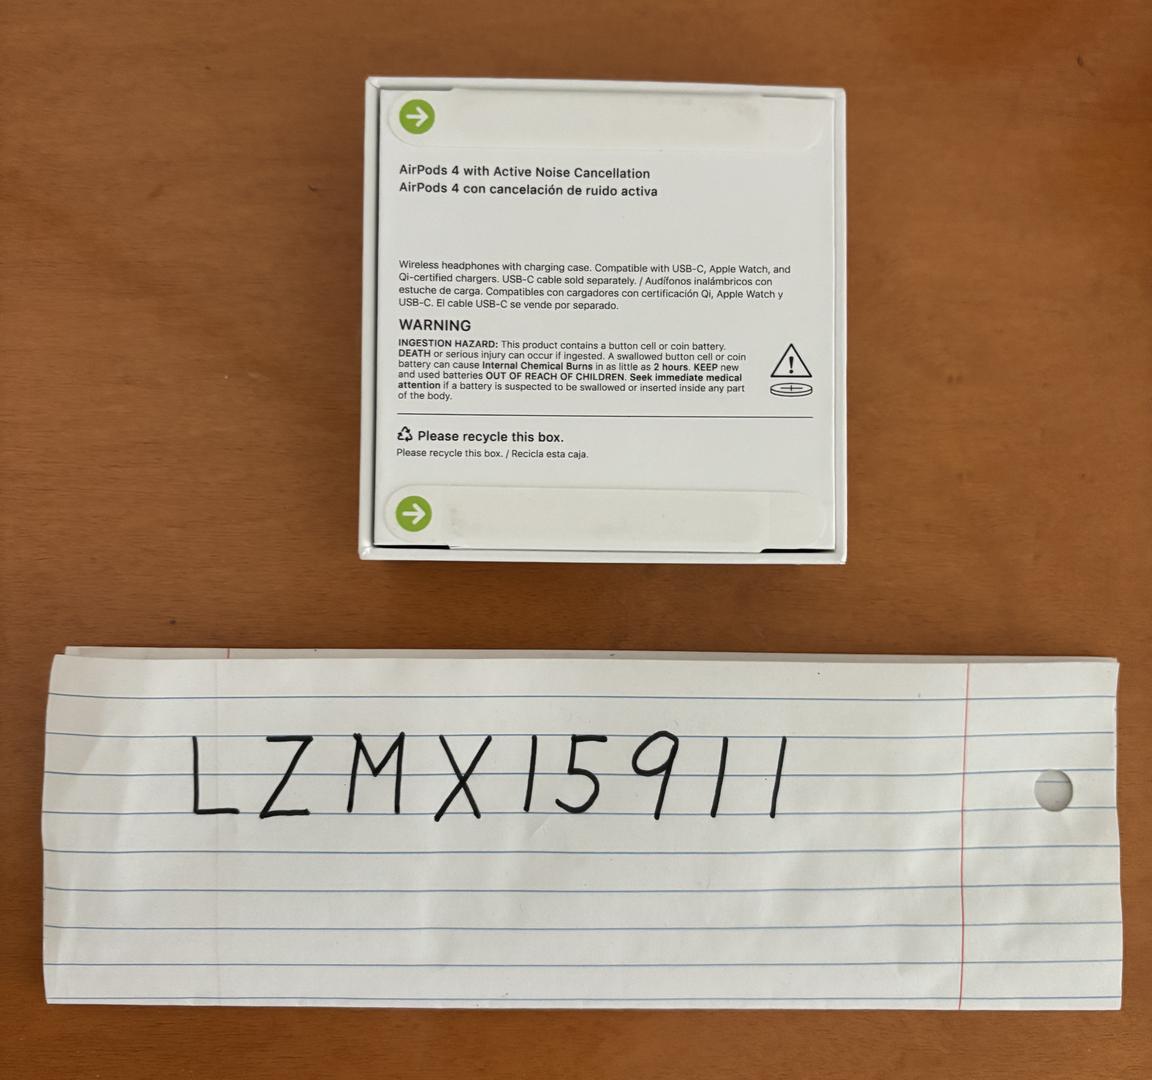 AirPods 4 with Active Noise Cancellation
AirPods 4 con cancelación de ruido activa
Wireless headphones with charging case. Compatible with USB-C, Apple Watch, and
Qi-certified chargers. USB-C cable sold separately. / Audífonos inalámbricos con
estuche de carga. Compatibles con cargadores con certificación Qi, Apple Watch y
USB-C. El cable USB-C se vende por separado.
WARNING
INGESTION HAZARD: This product contains a button cell or coin battery.
DEATH or serious injury can occur if ingested. A swallowed button cell or coin
battery can cause Internal Chemical Burns in as little as 2 hours. KEEP new
and used batteries OUT OF REACH OF CHILDREN. Seek immediate medical
attention if a battery is suspected to be swallowed or inserted inside any part
of the body.
Please recycle this box.
Please recycle this box. / Recicla esta caja.
LZMX15911